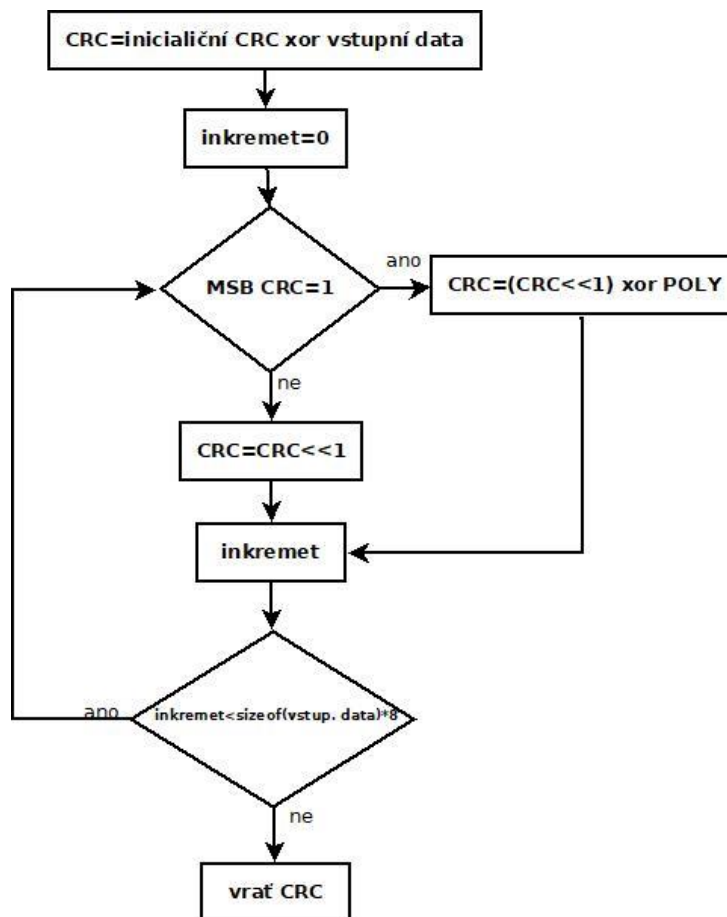 CRC=inicialiční CRC xor vstupní data
inkremet=0
MSB CRC=1
ano
CRC=(CRC<<1) xor POLY
ne
CRC=CRC<<1
inkremet
inkremet<sizeof(vstup. data)*8
ano
ne
vrať CRC